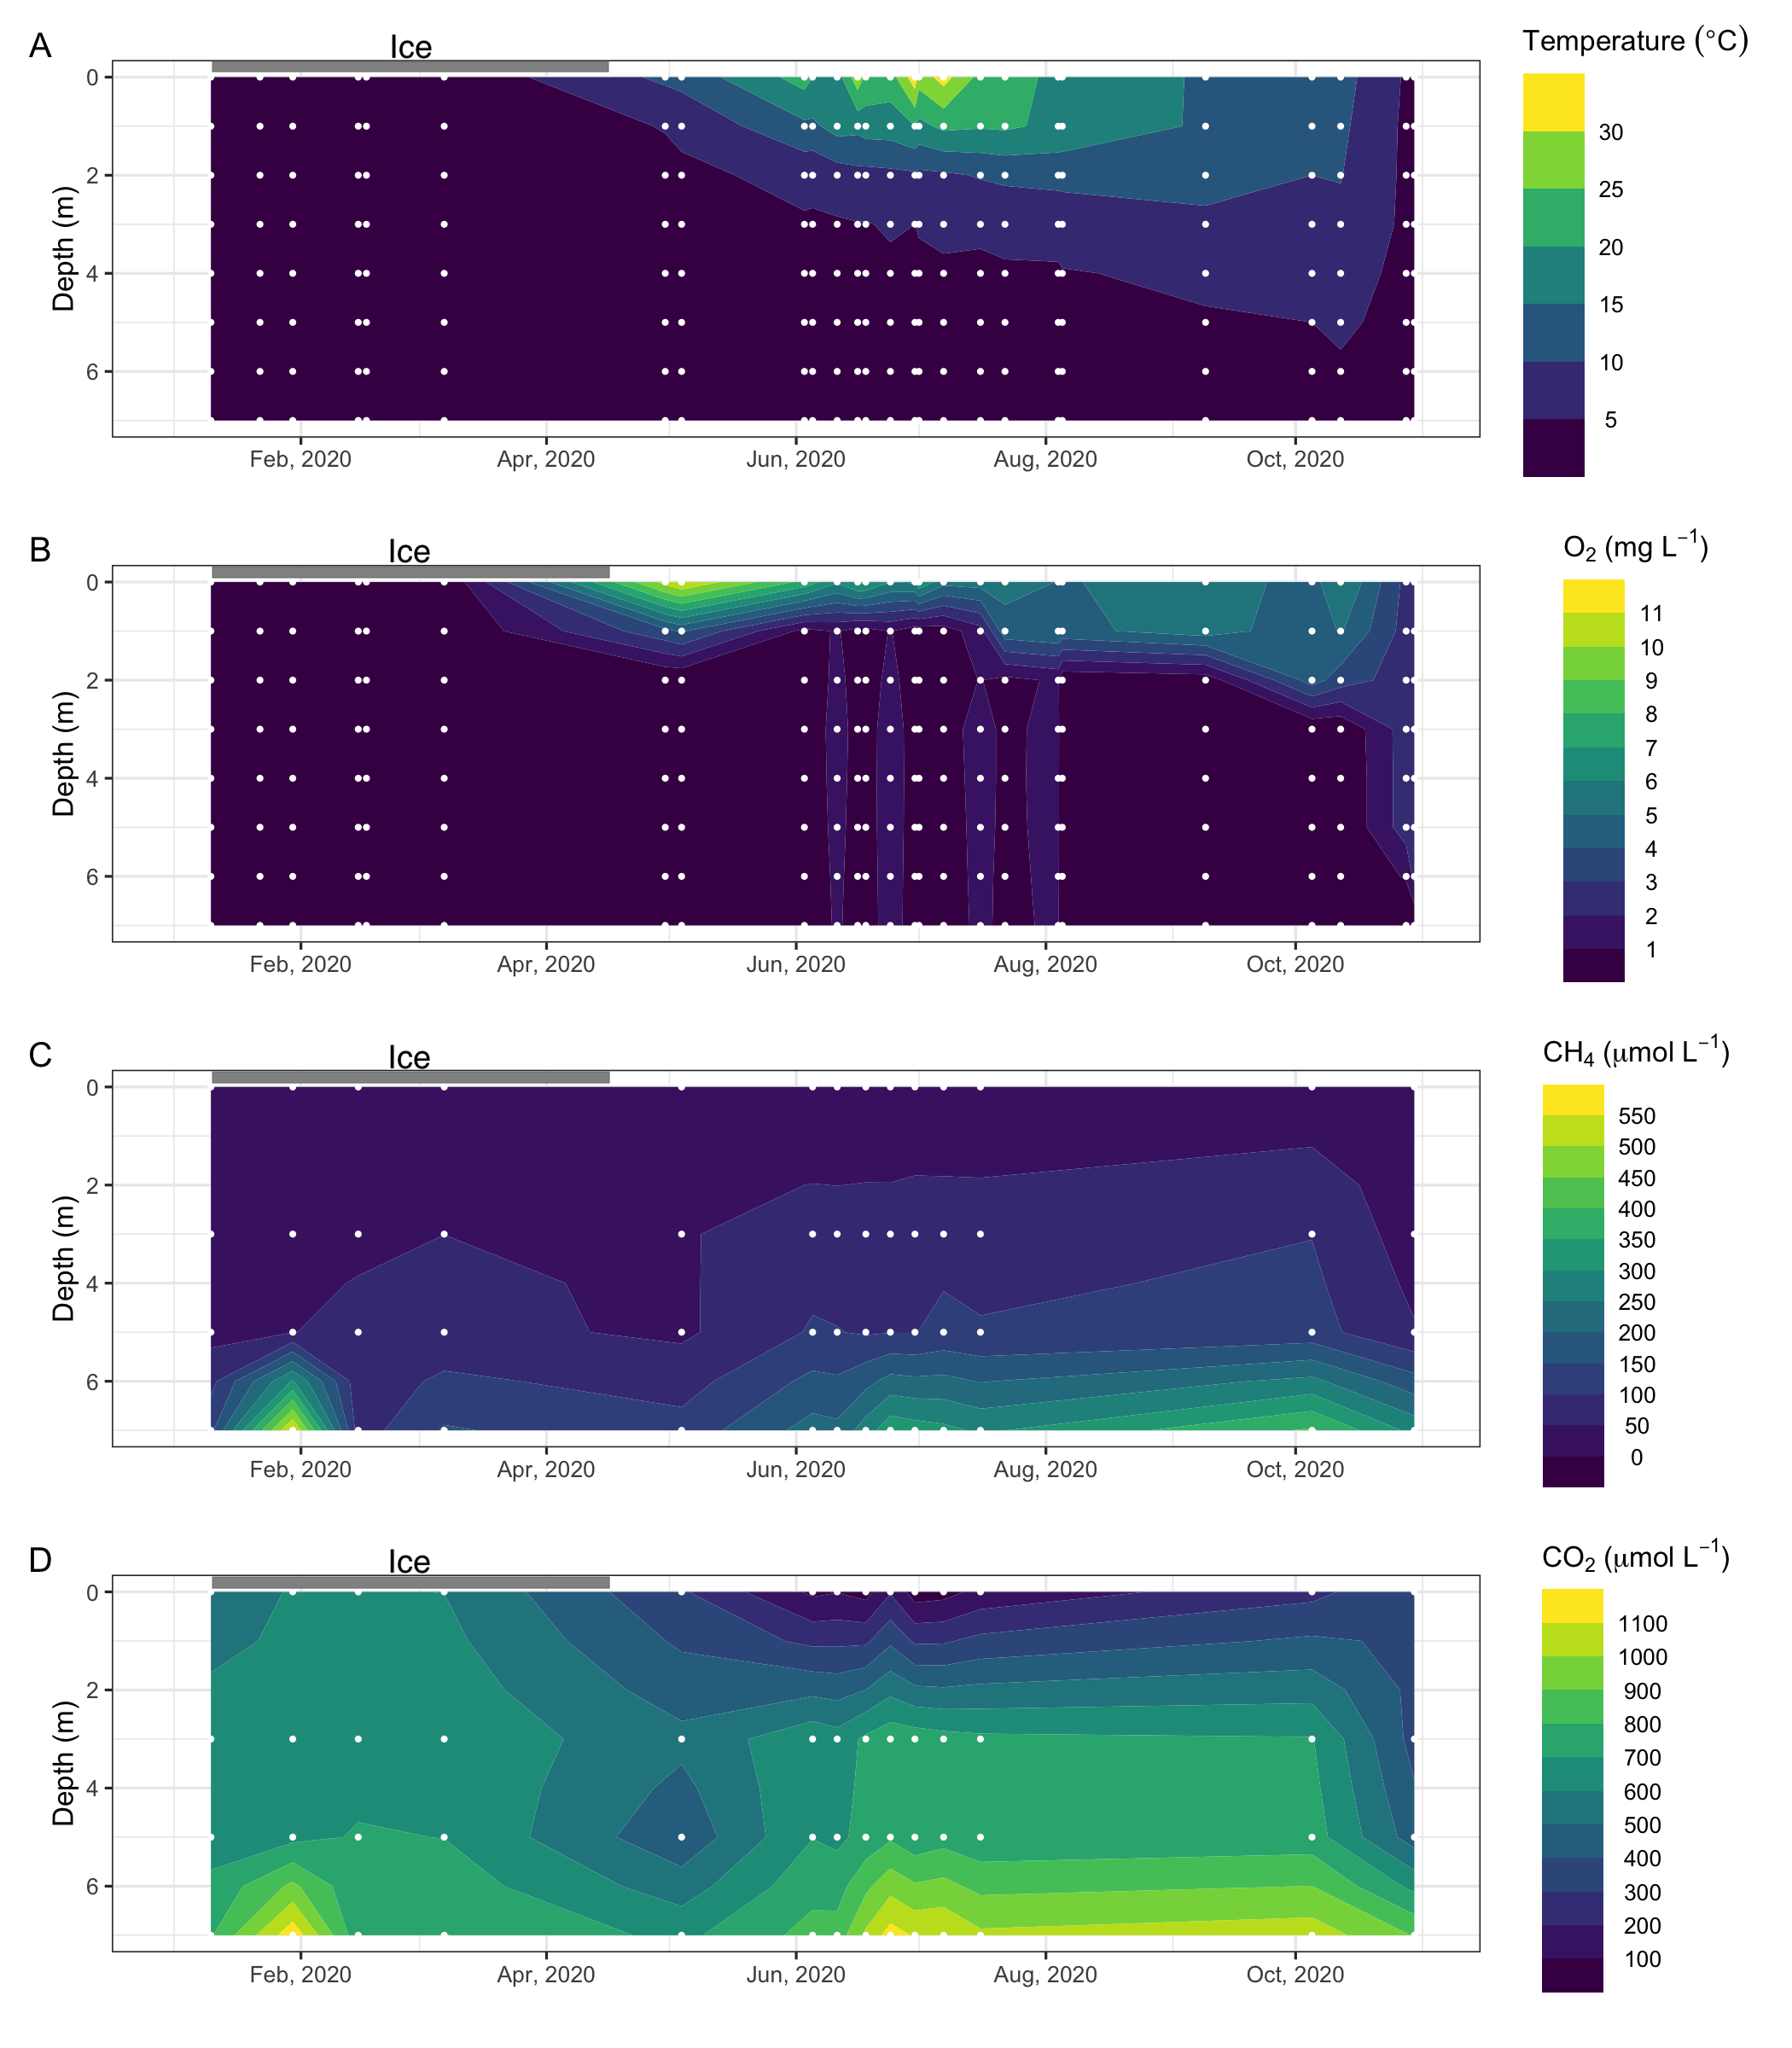 A
Ice
Temperature (°C)
0
2
4
6
Depth (m)
30
25
20
15
10
5
Feb, 2020
Apr, 2020
Jun, 2020
Aug, 2020
Oct, 2020
B
Ice
O₂ (mg L⁻¹)
0
2
4
6
Depth (m)
11
10
9
8
7
6
5
4
3
2
1
Feb, 2020
Apr, 2020
Jun, 2020
Aug, 2020
Oct, 2020
C
Ice
CH₄ (μmol L⁻¹)
0
2
4
6
Depth (m)
550
500
450
400
350
300
250
200
150
100
50
0
Feb, 2020
Apr, 2020
Jun, 2020
Aug, 2020
Oct, 2020
D
Ice
CO₂ (μmol L⁻¹)
0
2
4
6
Depth (m)
1100
1000
900
800
700
600
500
400
300
200
100
Feb, 2020
Apr, 2020
Jun, 2020
Aug, 2020
Oct, 2020